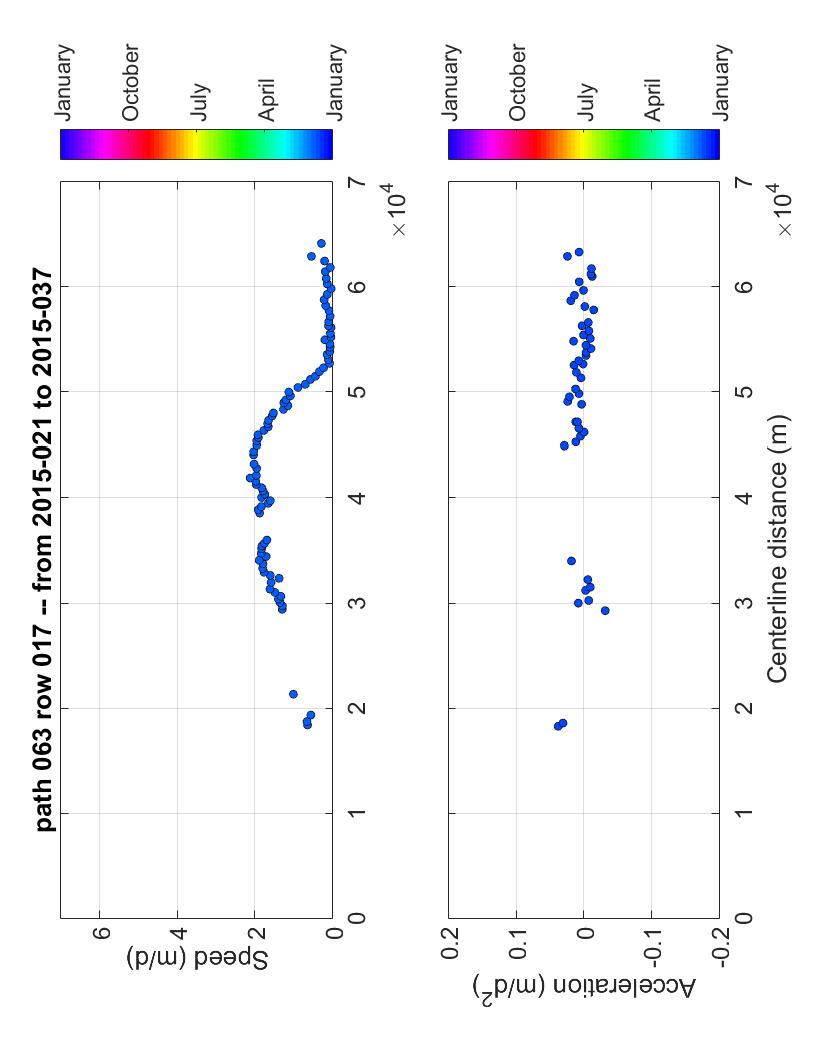 path 063 row 017 -- from 2015-021 to 2015-037
Speed (m/d)
0
2
4
6
0
1
2
3
4
5
6
7
×10^4
January
April
July
October
January
Acceleration (m/d^2)
-0.2
-0.1
0
0.1
0.2
0
1
2
3
4
5
6
7
×10^4
Centerline distance (m)
January
April
July
October
January